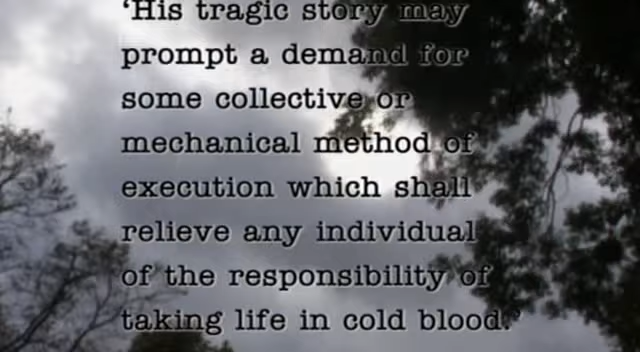 ‘His tragic story may
prompt a demand for
some collective or
mechanical method of
execution which shall
relieve any individual
of the responsibility of
taking life in cold blood.’